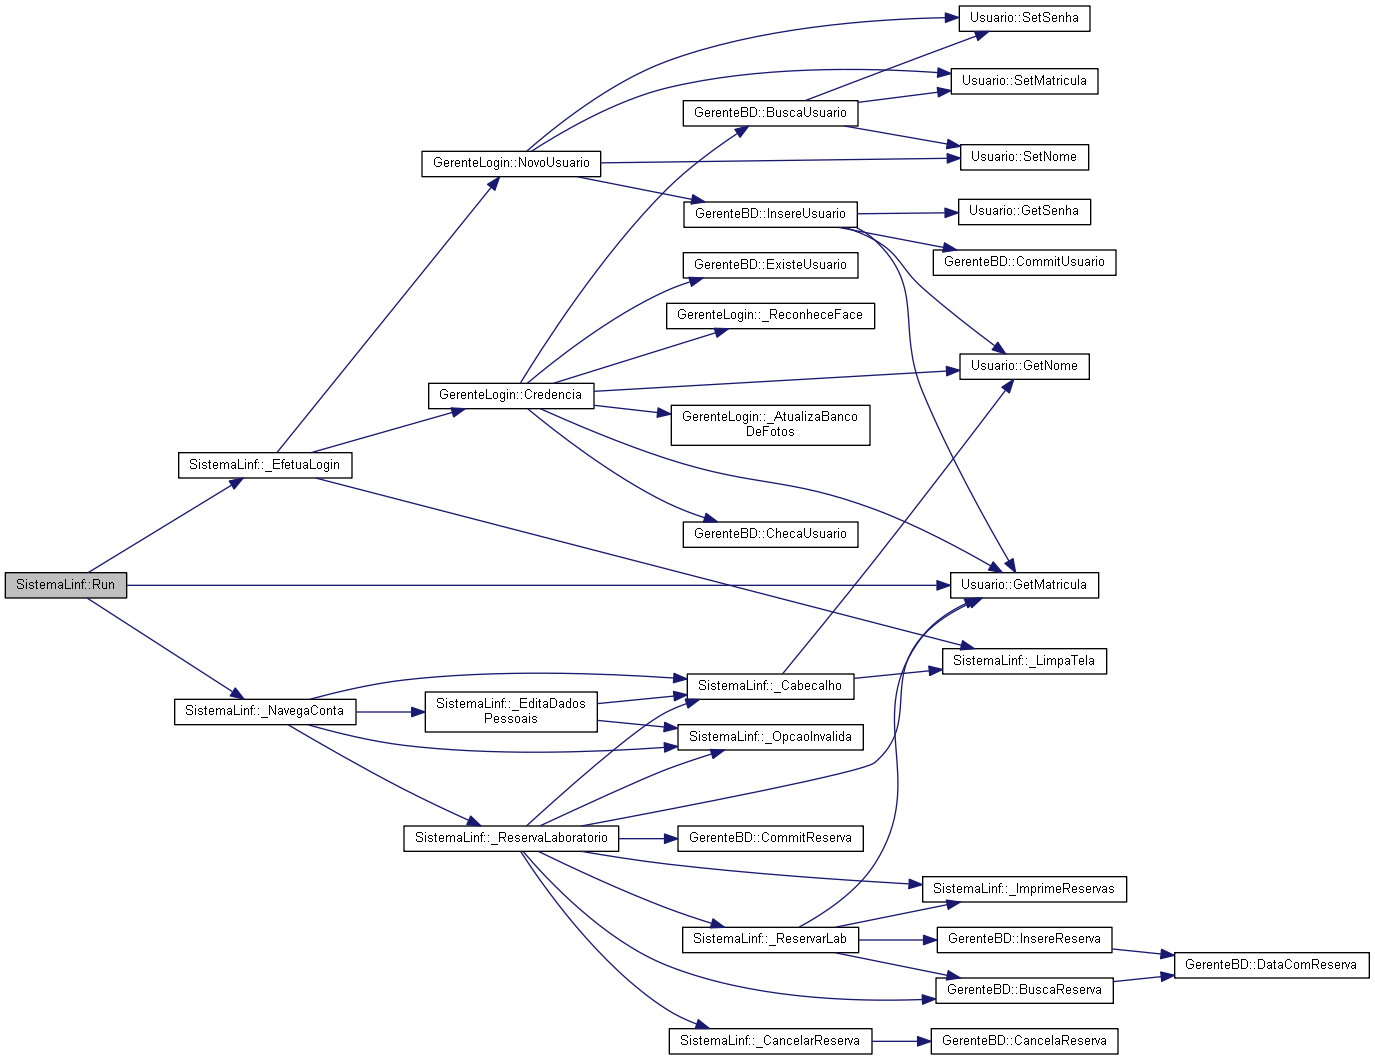 Usuario::SetSenha
Usuario::SetMatricula
GerenteBD::BuscaUsuario
Usuario::SetNome
GerenteLogin::NovoUsuario
Usuario::GetSenha
GerenteBD::InsereUsuario
GerenteBD::CommitUsuario
GerenteBD::ExisteUsuario
GerenteLogin::_ReconheceFace
Usuario::GetNome
GerenteLogin::Credencia
GerenteLogin::_AtualizaBanco
DeFotos
SistemaLinf::_EfetuaLogin
GerenteBD::ChecaUsuario
SistemaLinf::Run
Usuario::GetMatricula
SistemaLinf::_LimpaTela
SistemaLinf::_Cabecalho
SistemaLinf::_EditaDados
Pessoais
SistemaLinf::_NavegaConta
SistemaLinf::_OpcaoInvalida
SistemaLinf::_ReservaLaboratorio
GerenteBD::CommitReserva
SistemaLinf::_ImprimeReservas
SistemaLinf::_ReservarLab
GerenteBD::InsereReserva
GerenteBD::DataComReserva
GerenteBD::BuscaReserva
SistemaLinf::_CancelarReserva
GerenteBD::CancelaReserva